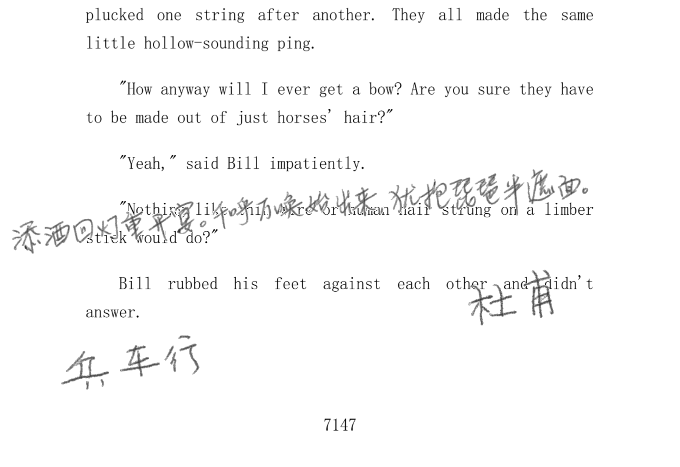 plucked one string after another. They all made the same
little hollow-sounding ping.
"How anyway will I ever get a bow? Are you sure they have
to be made out of just horses' hair?"
"Yeah," said Bill impatiently.
"Nothing like thin wire or human hair strung on a limber
添酒回灯重开宴。千呼万唤始出来 犹抱琵琶半遮面。
stick would do?"
Bill rubbed his feet against each other and didn't
杜甫
answer.
兵车行
7147